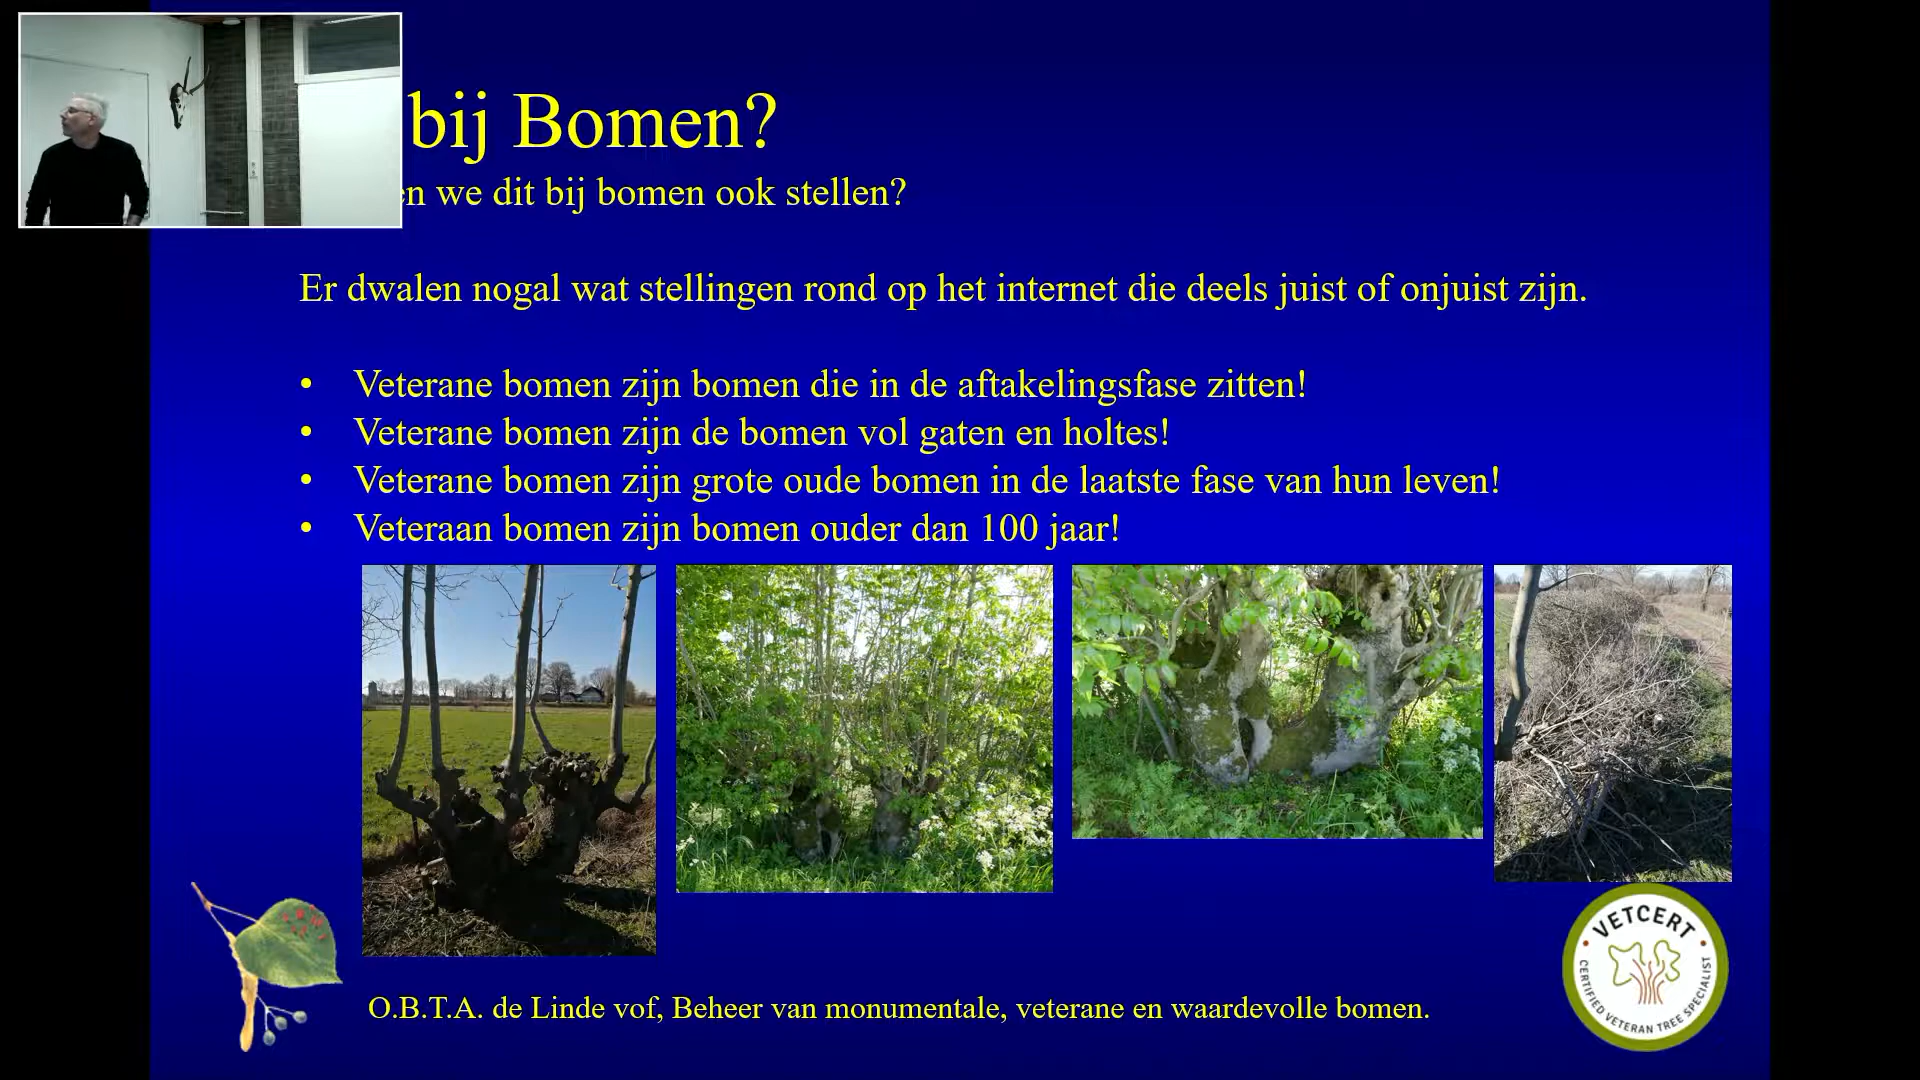 bij Bomen?
en we dit bij bomen ook stellen?
Er dwalen nogal wat stellingen rond op het internet die deels juist of onjuist zijn.
• Veterane bomen zijn bomen die in de aftakelingsfase zitten!
• Veterane bomen zijn de bomen vol gaten en holtes!
• Veterane bomen zijn grote oude bomen in de laatste fase van hun leven!
• Veteraan bomen zijn bomen ouder dan 100 jaar!
VETCERT
CERTIFIED VETERAN TREE SPECIALIST
O.B.T.A. de Linde vof, Beheer van monumentale, veterane en waardevolle bomen.